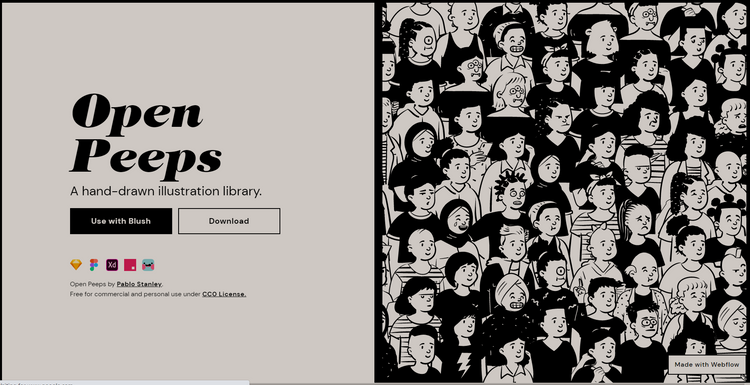 Open
Peeps
A hand-drawn illustration library.
Use with Blush
Download
Xd
Open Peeps by Pablo Stanley.
Free for commercial and personal use under CCO License.
Made with Webflow